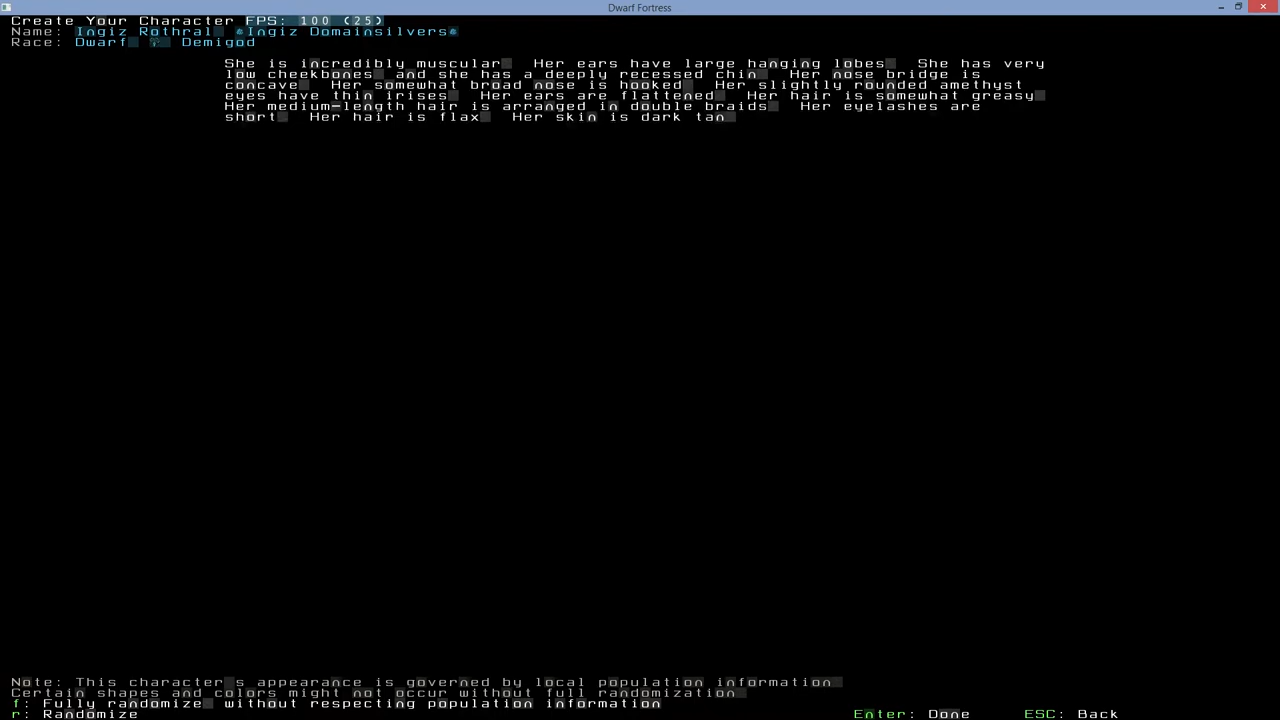 Dwarf Fortress
Create Your Character FPS: 100 (25)
Name: Ingiz Rothral "Ingiz Domainsilvers"
Race: Dwarf, ♀, Demigod
She is incredibly muscular. Her ears have large hanging lobes. She has very
low cheekbones, and she has a deeply recessed chin. Her nose bridge is
concave. Her somewhat broad nose is hooked. Her slightly rounded amethyst
eyes have thin irises. Her ears are flattened. Her hair is somewhat greasy.
Her medium-length hair is arranged in double braids. Her eyelashes are
short. Her hair is flax. Her skin is dark tan.
Note: This character's appearance is governed by local population information.
Certain shapes and colors might not occur without full randomization.
f: Fully randomize, without respecting population information
r: Randomize
Enter: Done
ESC: Back